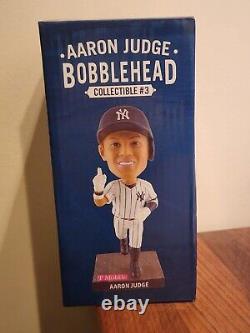 AARON JUDGE
BOBBLEHEAD
COLLECTIBLE #3
NY
T Mobile
AARON JUDGE